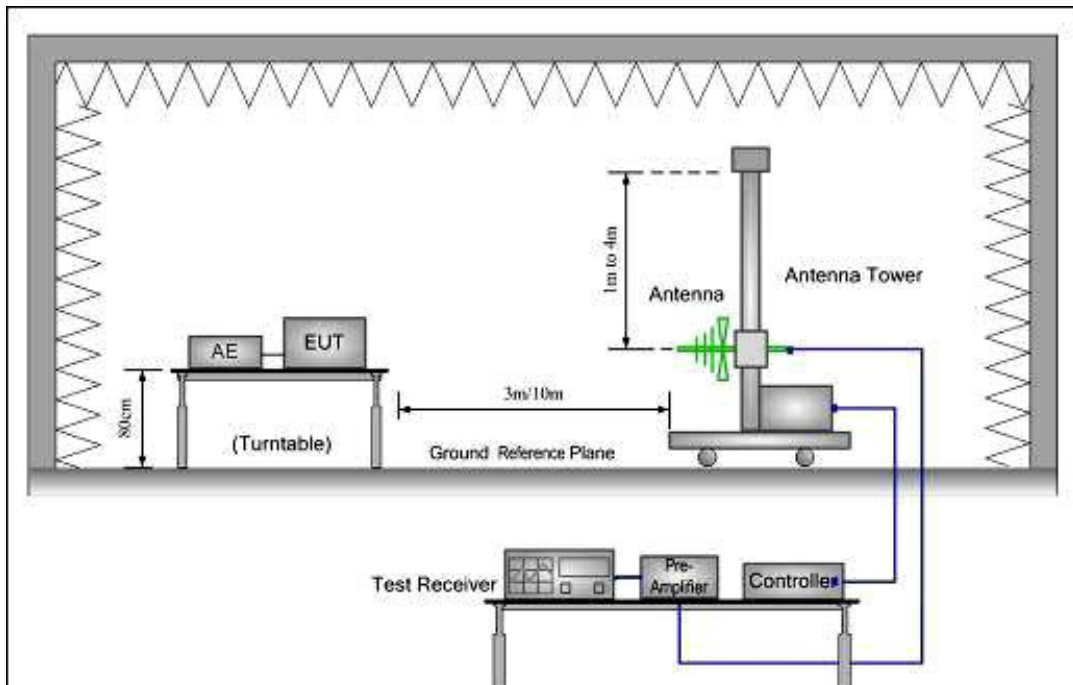 1m to 4m
Antenna Tower
Antenna
AE
EUT
3m/10m
80cm
(Turntable)
Ground Reference Plane
Test Receiver
Pre-
Amplifier
Controlle